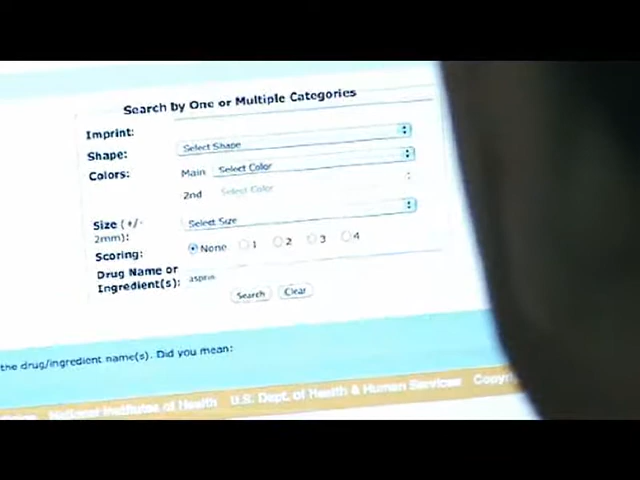 Search by One or Multiple Categories
Imprint:
Shape: Select Shape
Colors: Main Select Color
2nd Select Color
Size (+/-
2mm): Select Size
Scoring: None 1 2 3 4
Drug Name or
Ingredient(s):
Search Clear
the drug/ingredient name(s). Did you mean:
National Institutes of Health U.S. Dept. of Health & Human Services